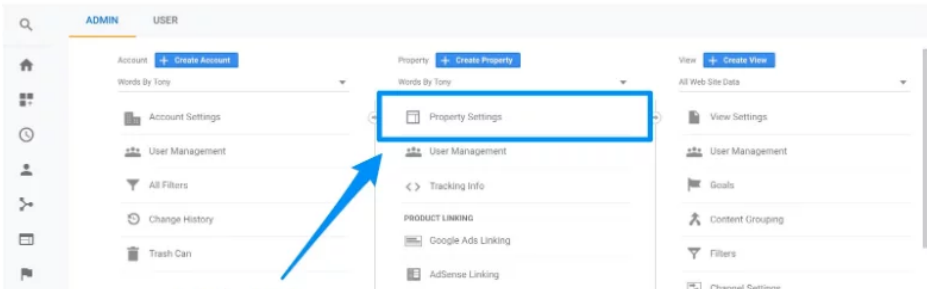 ADMIN USER
Account + Create Account
Words By Tony
Account Settings
User Management
All Filters
Change History
Trash Can
Property + Create Property
Words By Tony
Property Settings
User Management
Tracking Info
PRODUCT LINKING
Google Ads Linking
AdSense Linking
View + Create View
All Web Site Data
View Settings
User Management
Goals
Content Grouping
Filters
Channel Settings